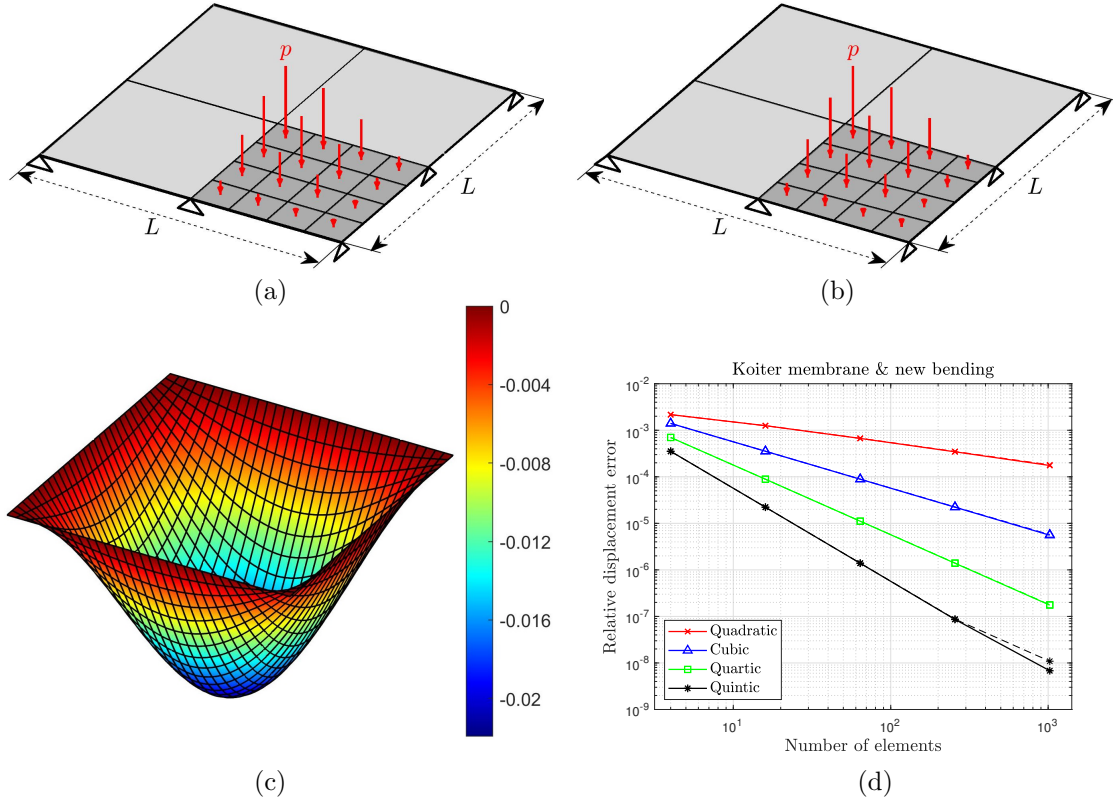 p
L
L
(a)
p
L
L
(b)
0
-0.004
-0.008
-0.012
-0.016
-0.02
(c)
Koiter membrane & new bending
Relative displacement error
10^-2
10^-3
10^-4
10^-5
10^-6
10^-7
10^-8
10^-9
Quadratic
Cubic
Quartic
Quintic
10^1
10^2
10^3
Number of elements
(d)